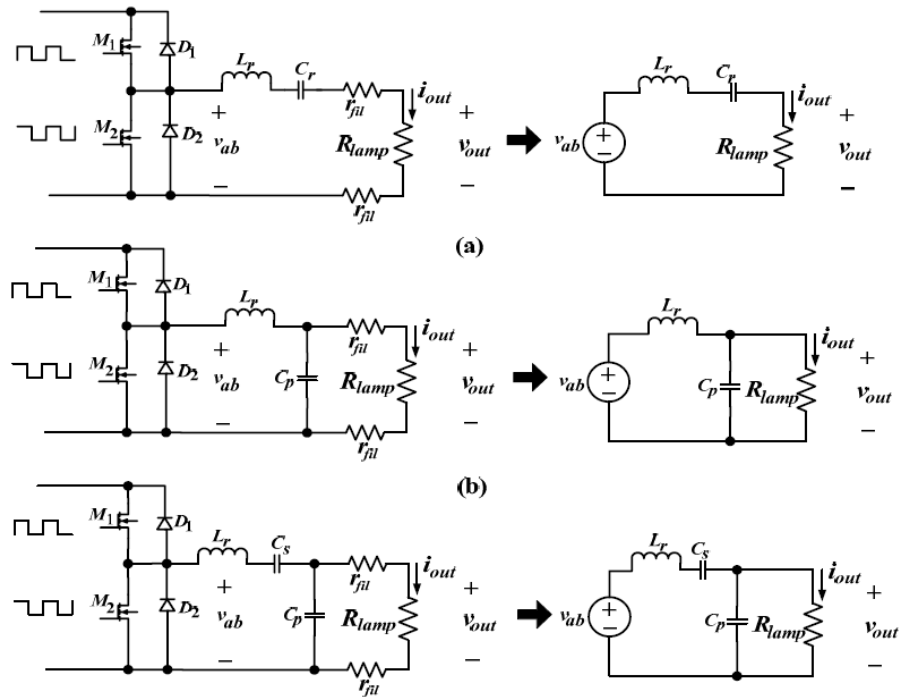 M1 D1 Lr Cr rfil iout Lr Cr iout
M2 D2 + vab − Rlamp + vout − vab + − Rlamp + vout −
rfil
(a)
M1 D1 Lr rfil iout Lr iout
M2 D2 + vab − Cp Rlamp + vout − vab + − Cp Rlamp + vout −
rfil
(b)
M1 D1 Lr Cs rfil iout Lr Cs iout
M2 D2 + vab − Cp Rlamp + vout − vab + − Cp Rlamp + vout −
rfil